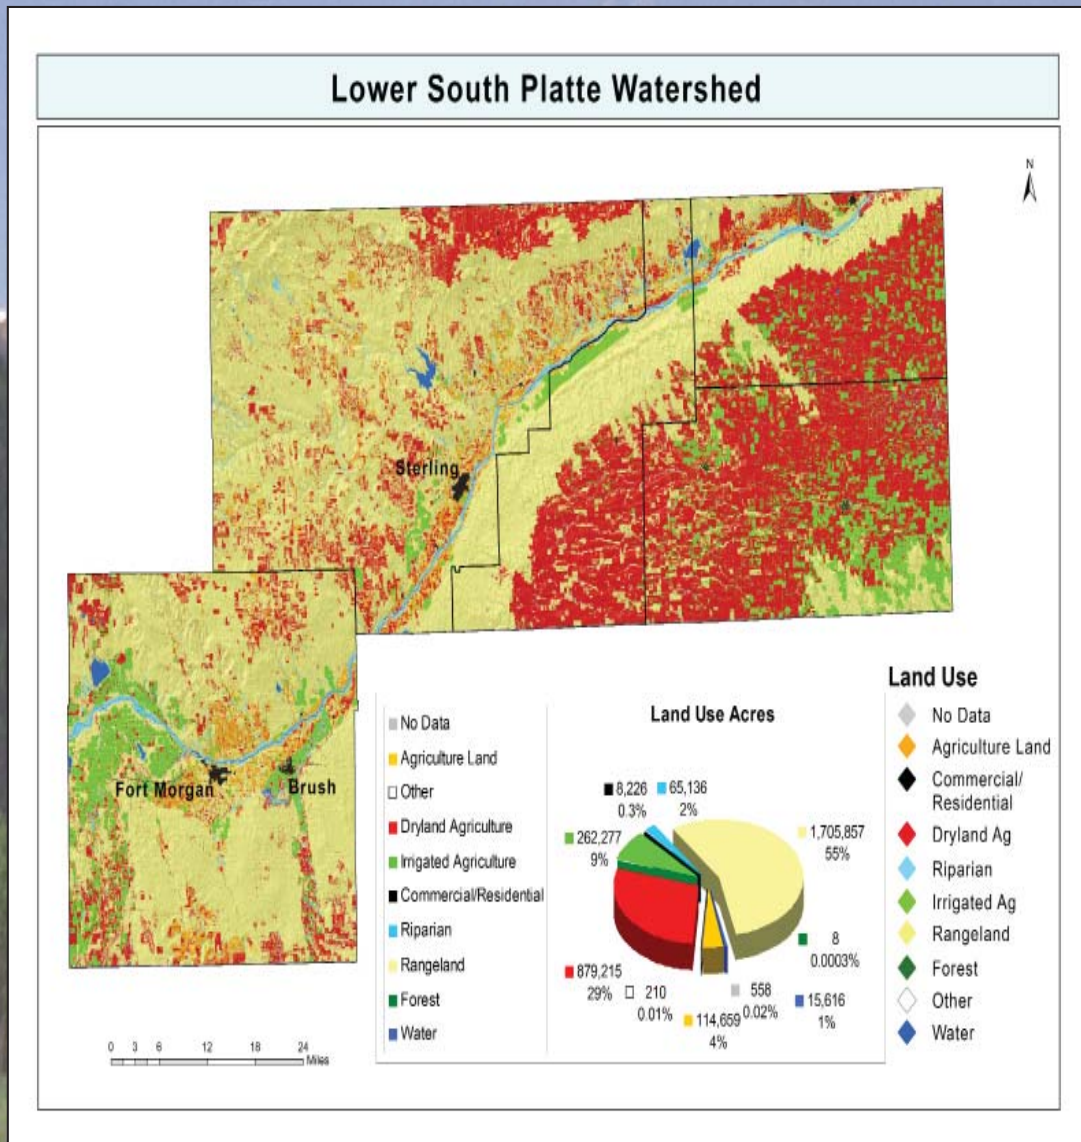 Lower South Platte Watershed
N
Sterling
Fort Morgan
Brush
0 3 6 12 18 24
Miles
No Data
Agriculture Land
Other
Dryland Agriculture
Irrigated Agriculture
Commercial/Residential
Riparian
Rangeland
Forest
Water
Land Use Acres
8,226
0.3%
65,136
2%
262,277
9%
1,705,857
55%
8
0.0003%
879,215
29%
210
0.01%
114,659
4%
558
0.02%
15,616
1%
Land Use
No Data
Agriculture Land
Commercial/
Residential
Dryland Ag
Riparian
Irrigated Ag
Rangeland
Forest
Other
Water